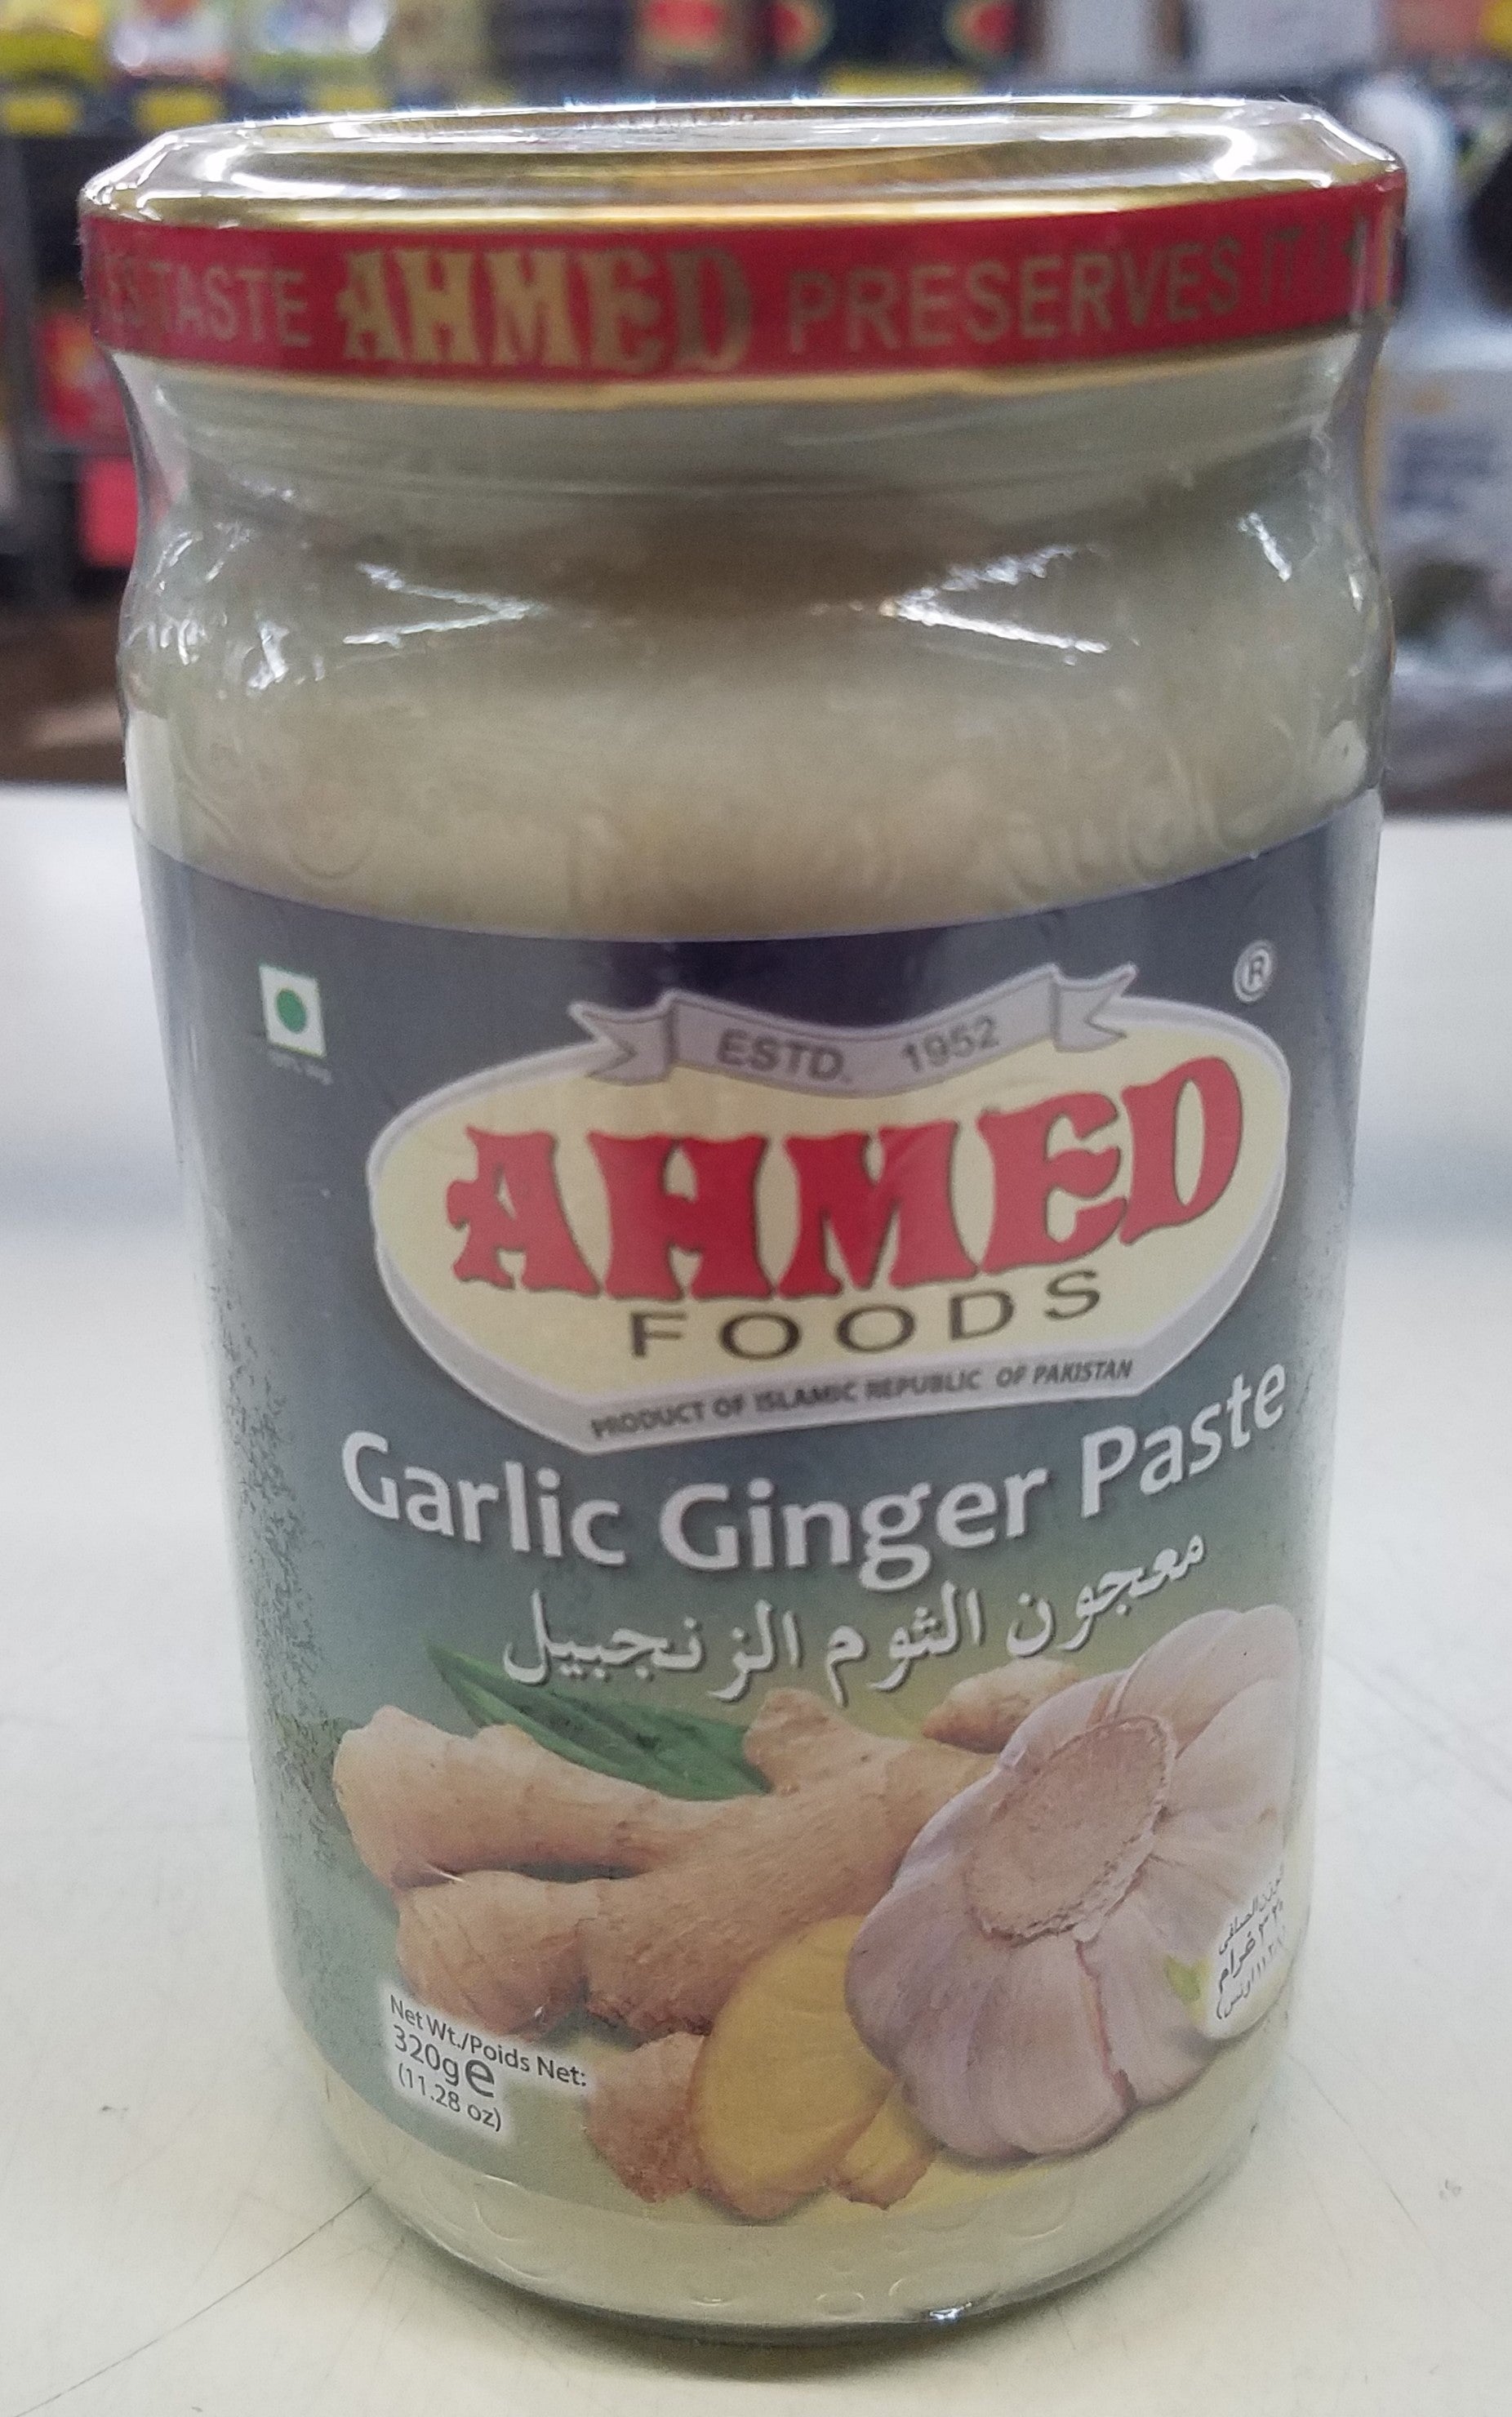 TASTE AHMED PRESERVES IT
®
ESTD. 1952
AHMED
FOODS
PRODUCT OF ISLAMIC REPUBLIC OF PAKISTAN
Garlic Ginger Paste
معجون الثوم الزنجبيل
Net Wt./Poids Net:
320g e
(11.28 oz)
غرام